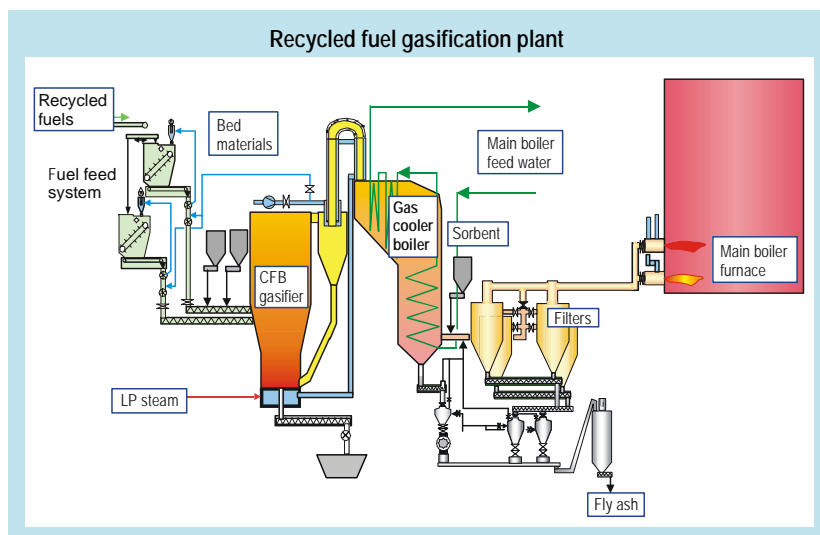 Recycled fuel gasification plant
Recycled
fuels
Bed
materials
Fuel feed
system
Main boiler
feed water
Gas
cooler
boiler
Sorbent
CFB
gasifier
Main boiler
furnace
Filters
LP steam
Fly ash